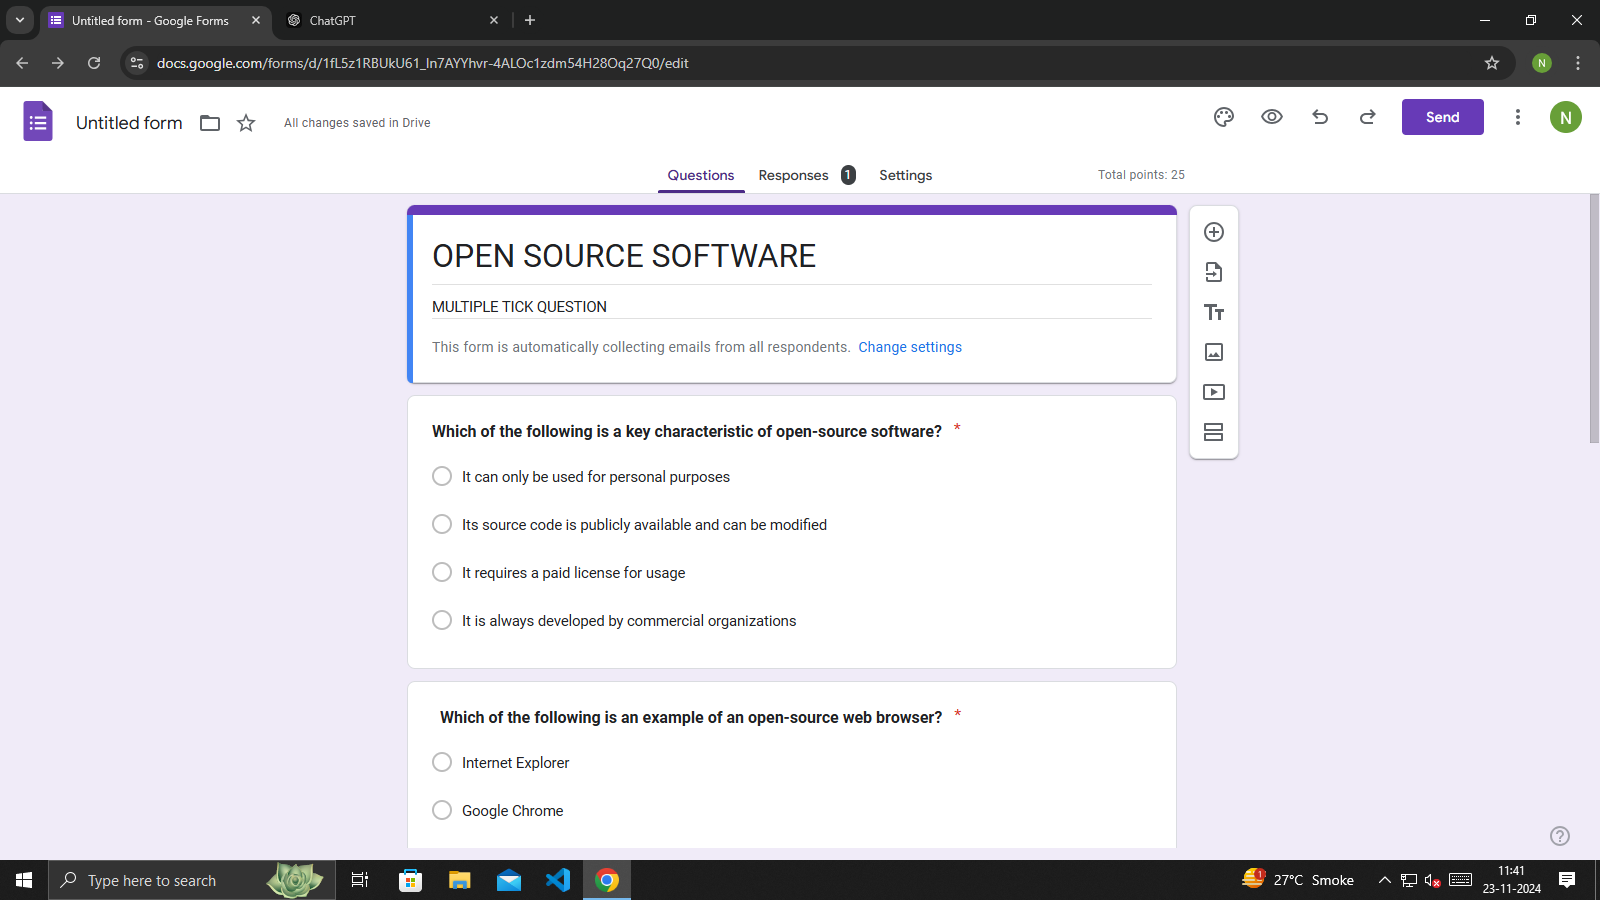 Untitled form - Google Forms
ChatGPT
docs.google.com/forms/d/1fL5z1RBUkU61_ln7AYYhvr-4ALOc1zdm54H28Oq27Q0/edit
N
Untitled form
All changes saved in Drive
Send
N
Questions
Responses 1
Settings
Total points: 25
OPEN SOURCE SOFTWARE
MULTIPLE TICK QUESTION
This form is automatically collecting emails from all respondents. Change settings
Which of the following is a key characteristic of open-source software? *
It can only be used for personal purposes
Its source code is publicly available and can be modified
It requires a paid license for usage
It is always developed by commercial organizations
Which of the following is an example of an open-source web browser? *
Internet Explorer
Google Chrome
Type here to search
1
27°C Smoke
11:41
23-11-2024